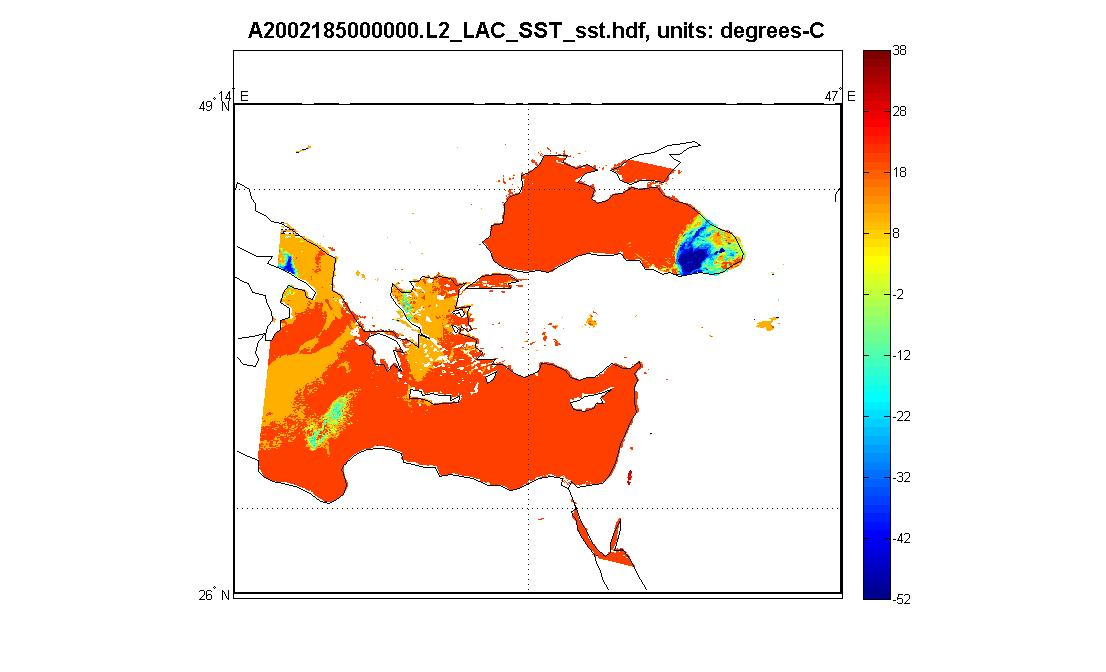 A2002185000000.L2_LAC_SST_sst.hdf, units: degrees-C
14° E
47° E
49° N
26° N
38
28
18
8
-2
-12
-22
-32
-42
-52